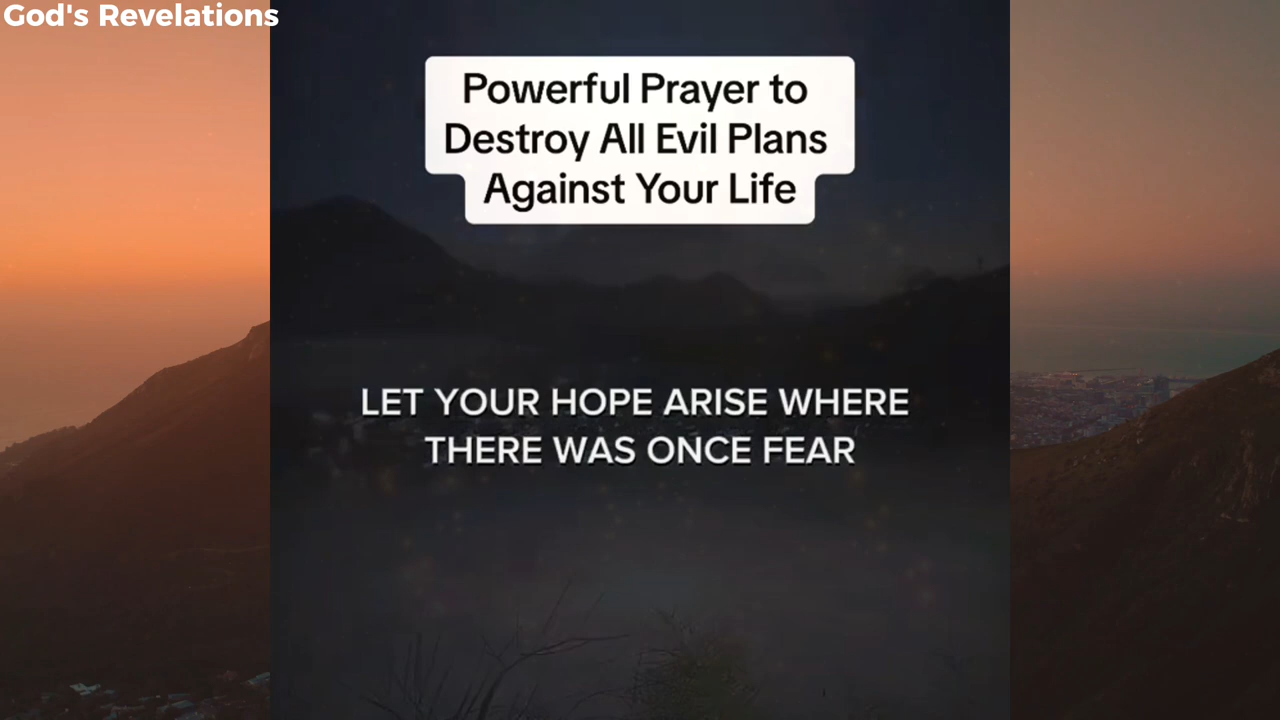 God's Revelations
Powerful Prayer to
Destroy All Evil Plans
Against Your Life
LET YOUR HOPE ARISE WHERE
THERE WAS ONCE FEAR